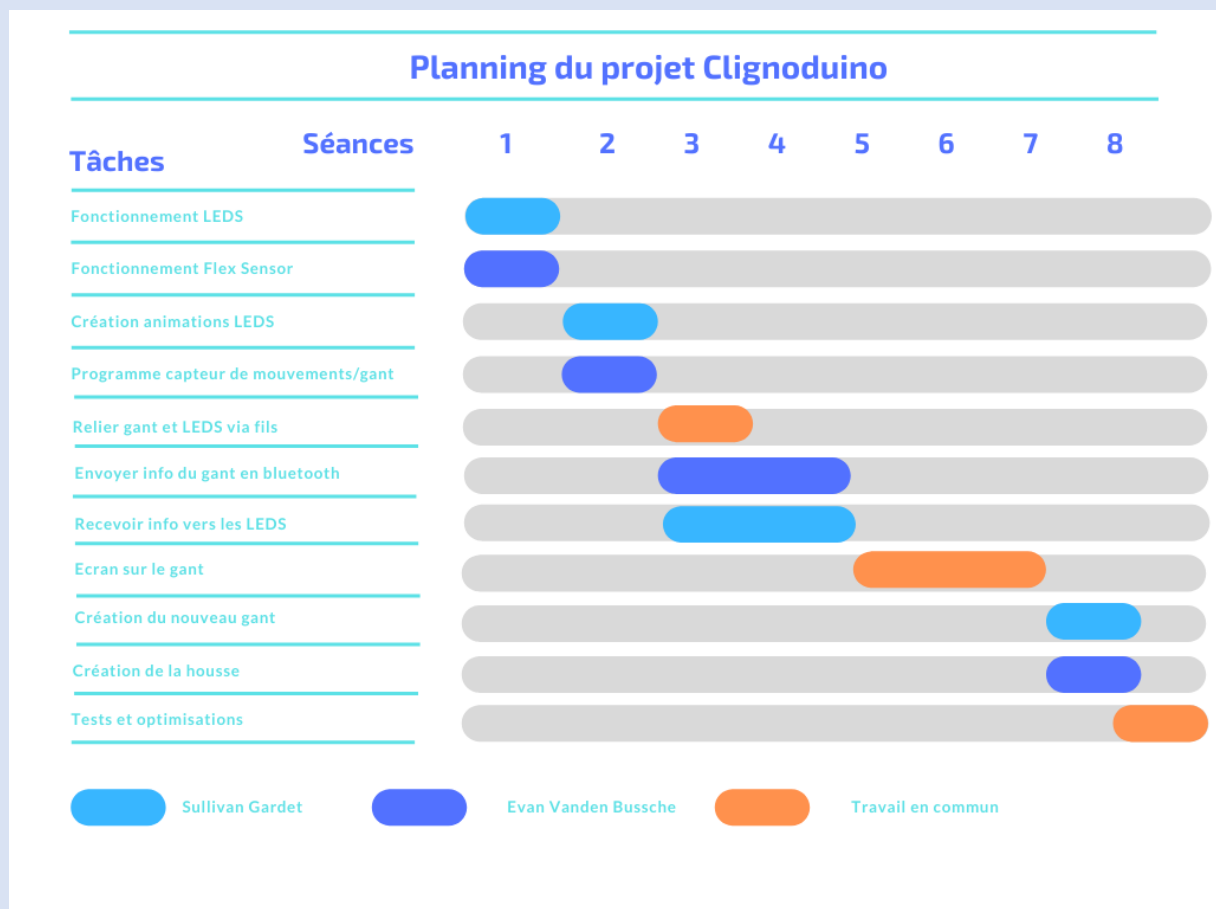 Planning du projet Clignoduino
Séances 1 2 3 4 5 6 7 8
Tâches
Fonctionnement LEDS
Fonctionnement Flex Sensor
Création animations LEDS
Programme capteur de mouvements/gant
Relier gant et LEDS via fils
Envoyer info du gant en bluetooth
Recevoir info vers les LEDS
Ecran sur le gant
Création du nouveau gant
Création de la housse
Tests et optimisations
Sullivan Gardet Evan Vanden Bussche Travail en commun